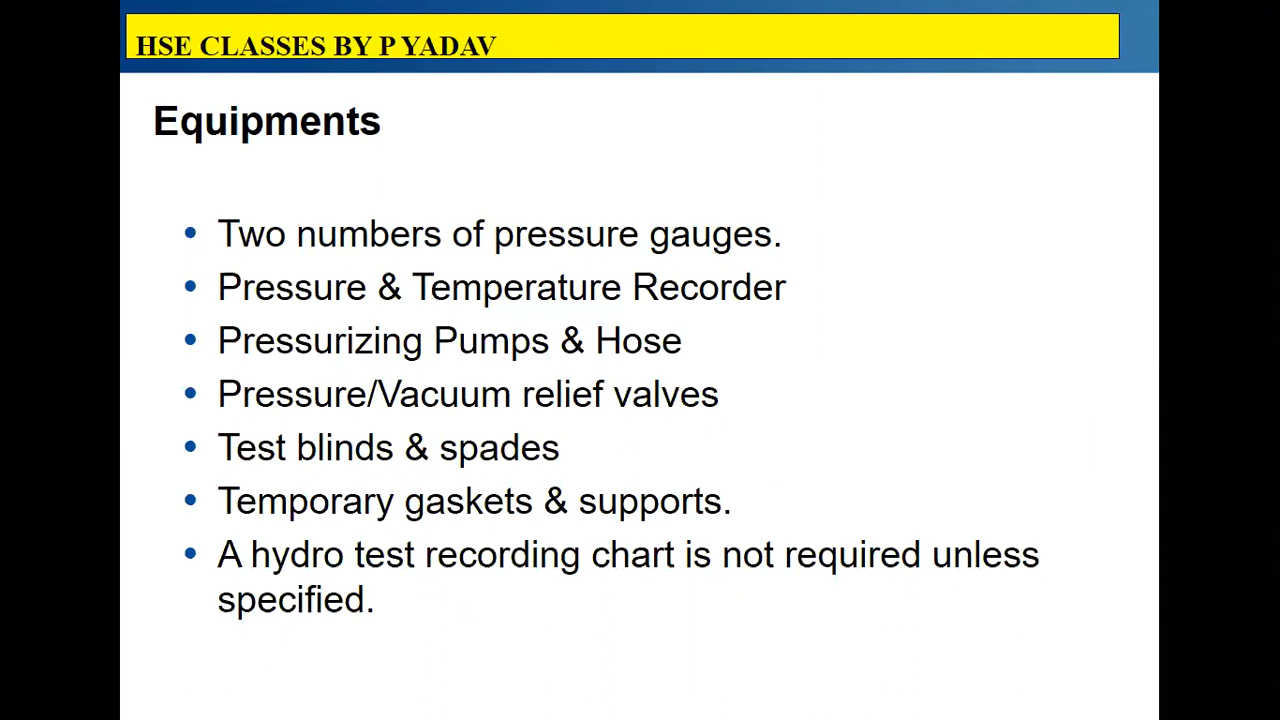 HSE CLASSES BY P YADAV
Equipments
• Two numbers of pressure gauges.
• Pressure & Temperature Recorder
• Pressurizing Pumps & Hose
• Pressure/Vacuum relief valves
• Test blinds & spades
• Temporary gaskets & supports.
• A hydro test recording chart is not required unless
specified.